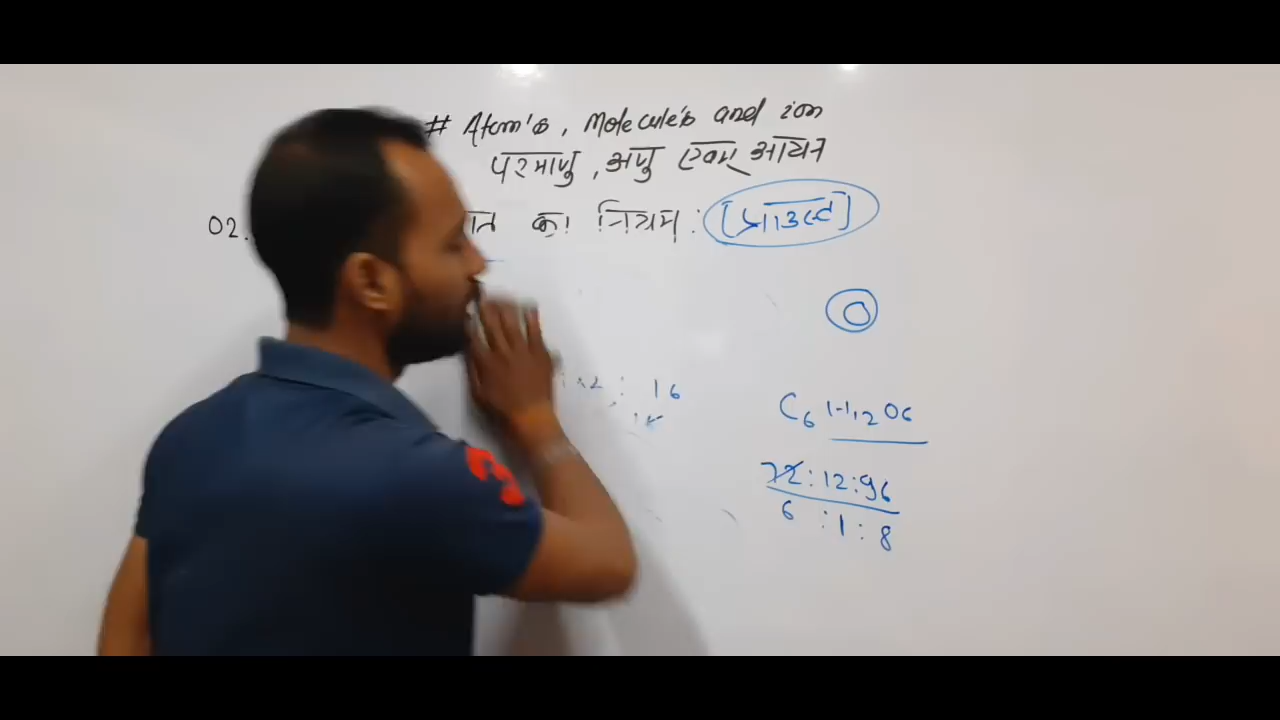 # Atom's, Molecule's and ion
परमाणु, अणु एवम् आयन
02. पात का नियम : [प्राउस्ट]
O
x2 : 16
C6H12O6
72:12:96
6:1:8